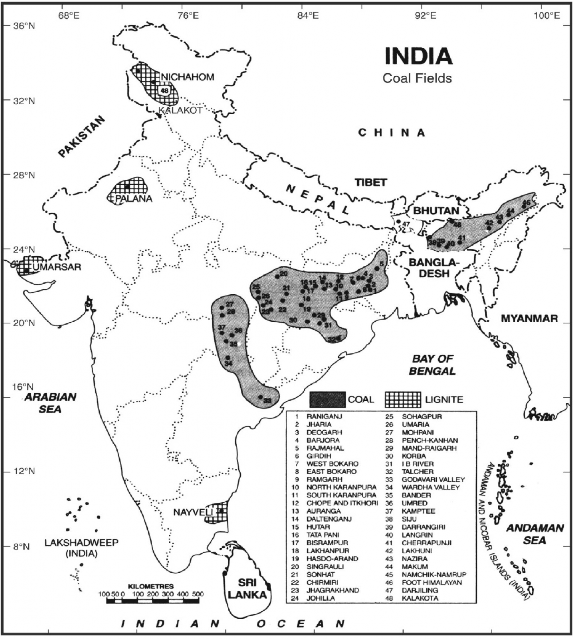 68°E 76°E 84°E 92°E 100°E
36°N
32°N
28°N
24°N
20°N
16°N
12°N
8°N
INDIA
Coal Fields
NICHAHOM
48
KALAKOT
PAKISTAN
CHINA
TIBET
NEPAL
BHUTAN
PALANA
UMARSAR
BANGLA-
DESH
MYANMAR
BAY OF
BENGAL
ARABIAN
SEA
COAL LIGNITE
1 RANIGANJ
2 JHARIA
3 DEOGARH
4 BARJORA
5 RAJMAHAL
6 GIRDIH
7 WEST BOKARO
8 EAST BOKARO
9 RAMGARH
10 NORTH KARANPURA
11 SOUTH KARANPURA
12 CHOPE AND ITKHORI
13 AURANGA
14 DALTENGANJ
15 HUTAR
16 TATA PANI
17 BISRAMPUR
18 LAKHANPUR
19 HASDO-ARAND
20 SINGRAULI
21 SONHAT
22 CHIRMIRI
23 JHAGRAKHAND
24 JOHILLA
25 SOHAGPUR
26 UMARIA
27 MOHPANI
28 PENCH-KANHAN
29 MAND-RAIGARH
30 KORBA
31 I B RIVER
32 TALCHER
33 GODAVARI VALLEY
34 WARDHA VALLEY
35 BANDER
36 UMRED
37 KAMPTEE
38 SIJU
39 DARRANGIRI
40 LANGRIN
41 CHERRAPUNJI
42 LAKHUNI
43 NAZIRA
44 MAKUM
45 NAMCHIK-NAMRUP
46 FOOT HIMALAYAN
47 DARJILING
48 KALAKOTA
NAYVELI
LAKSHADWEEP
(INDIA)
ANDAMAN AND NICOBAR ISLANDS (INDIA)
ANDAMAN
SEA
KILOMETRES
100 50 0 100 200 300 400 500
SRI
LANKA
INDIAN OCEAN